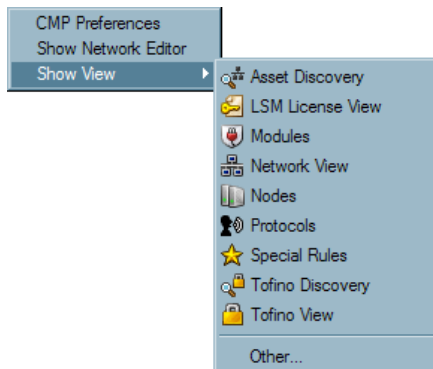 CMP Preferences
Show Network Editor
Show View
Asset Discovery
LSM License View
Modules
Network View
Nodes
Protocols
Special Rules
Tofino Discovery
Tofino View
Other...